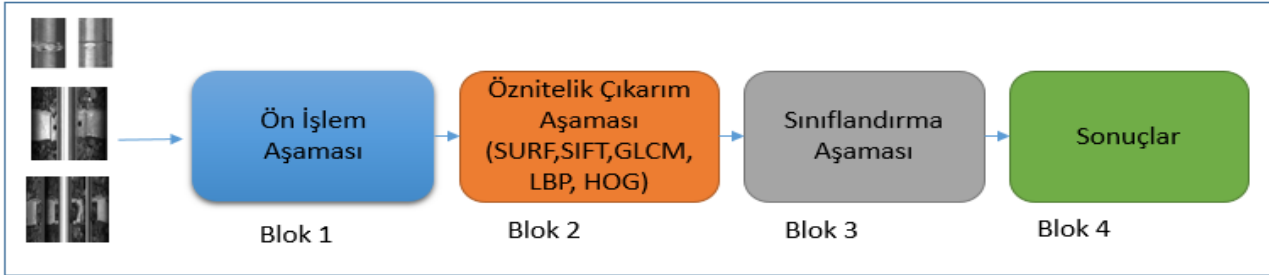 Ön İşlem
Aşaması
Blok 1
Öznitelik Çıkarım
Aşaması
(SURF,SIFT,GLCM,
LBP, HOG)
Blok 2
Sınıflandırma
Aşaması
Blok 3
Sonuçlar
Blok 4